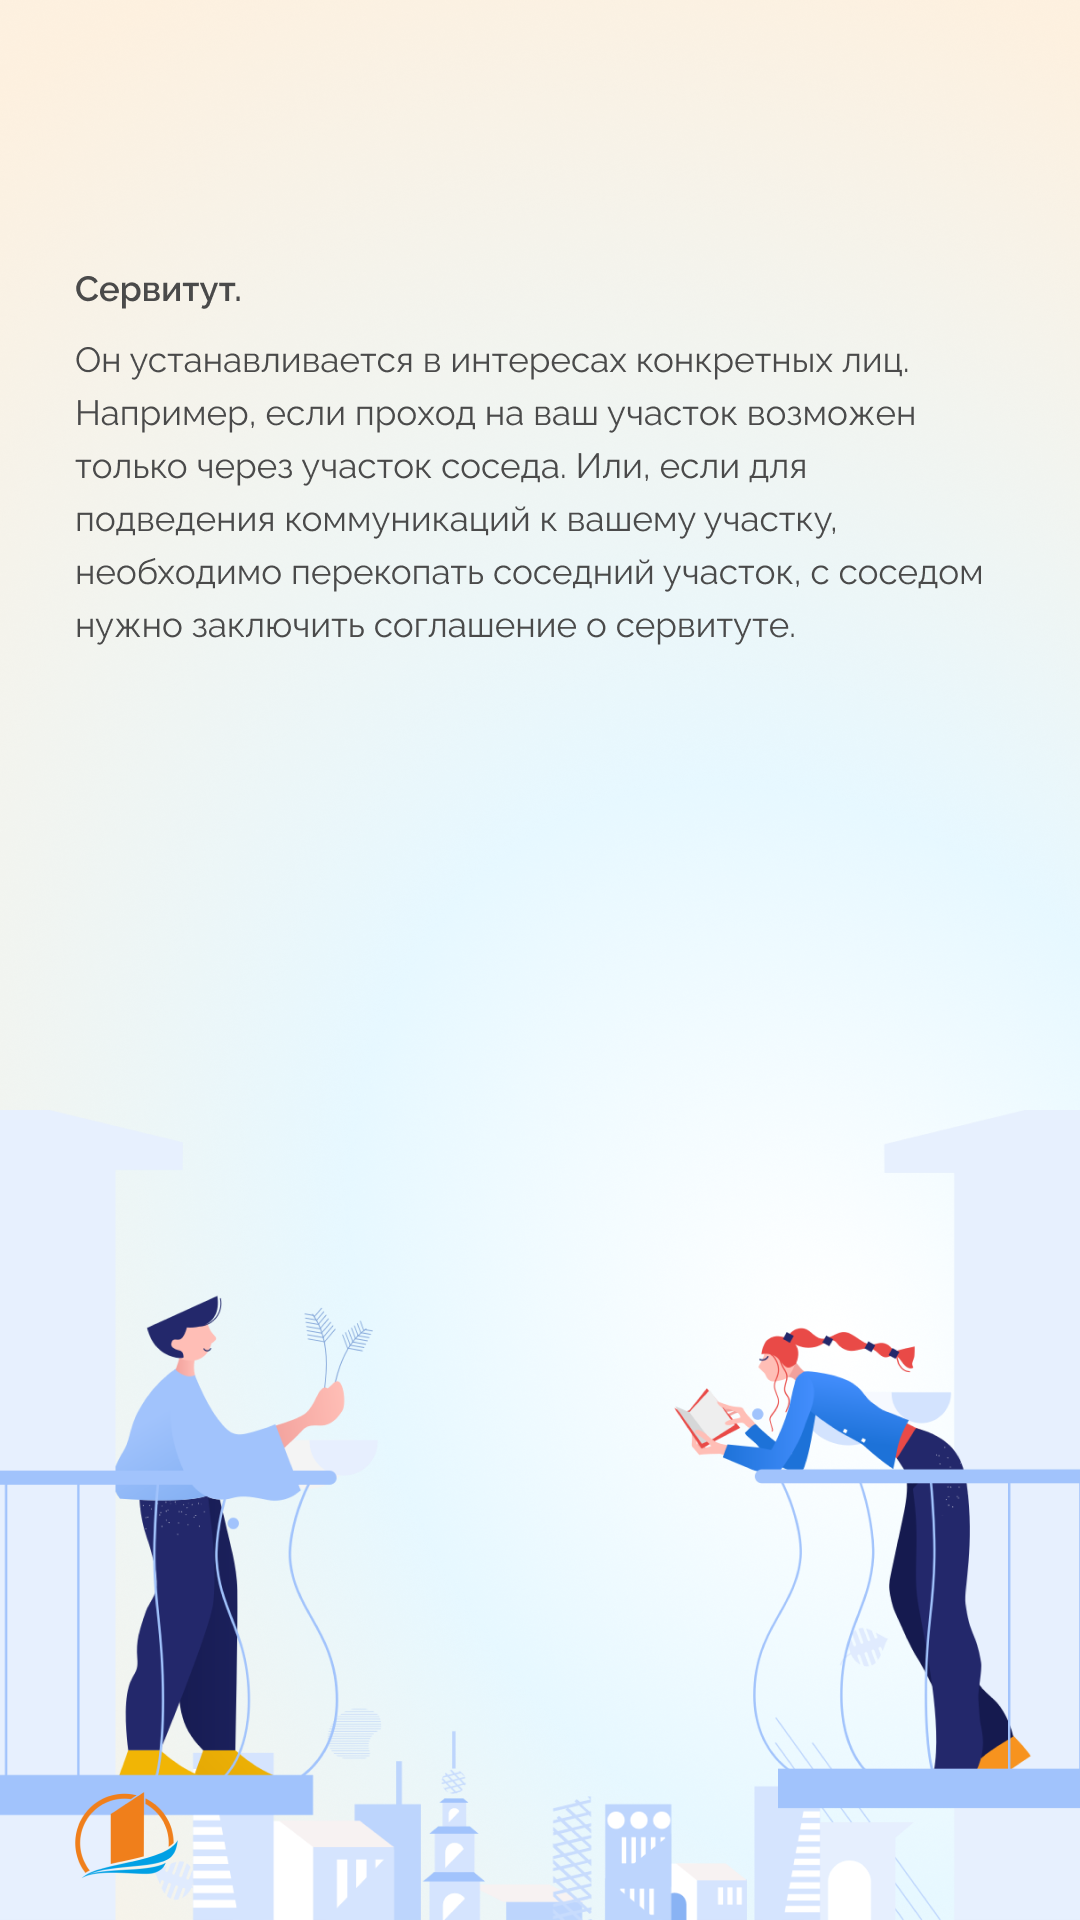 Сервитут.
Он устанавливается в интересах конкретных лиц.
Например, если проход на ваш участок возможен
только через участок соседа. Или, если для
подведения коммуникаций к вашему участку,
необходимо перекопать соседний участок, с соседом
нужно заключить соглашение о сервитуте.